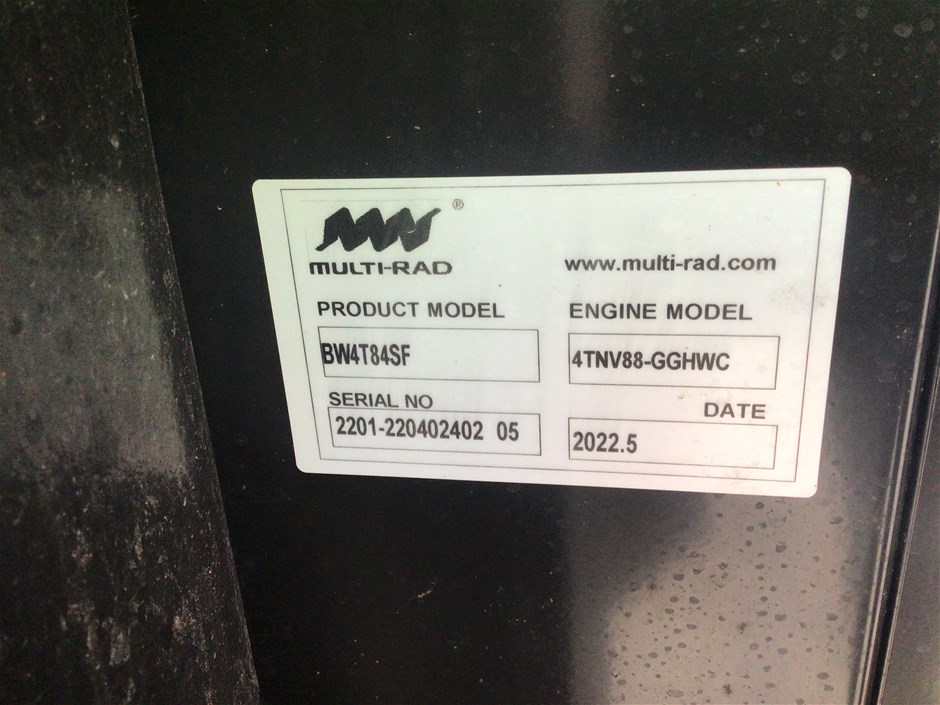 ®
MULTI-RAD
www.multi-rad.com
PRODUCT MODEL
ENGINE MODEL
BW4T84SF
4TNV88-GGHWC
SERIAL NO
DATE
2201-220402402 05
2022.5